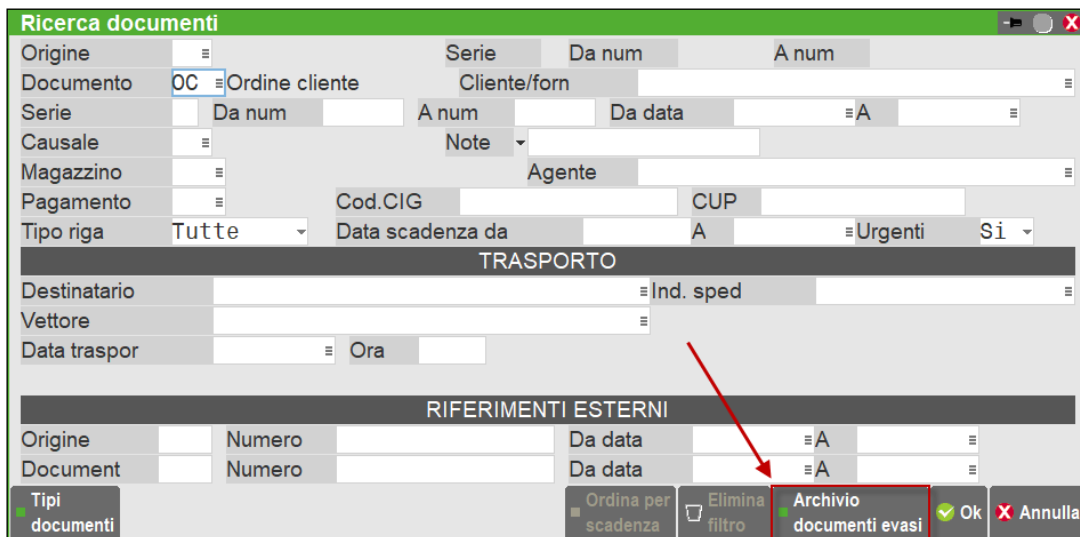 Ricerca documenti
Origine Serie Da num A num
Documento OC Ordine cliente Cliente/forn
Serie Da num A num Da data A
Causale Note
Magazzino Agente
Pagamento Cod.CIG CUP
Tipo riga Tutte Data scadenza da A Urgenti Si
TRASPORTO
Destinatario Ind. sped
Vettore
Data traspor Ora
RIFERIMENTI ESTERNI
Origine Numero Da data A
Document Numero Da data A
Tipi documenti
Ordina per scadenza
Elimina filtro
Archivio documenti evasi
Ok
Annulla